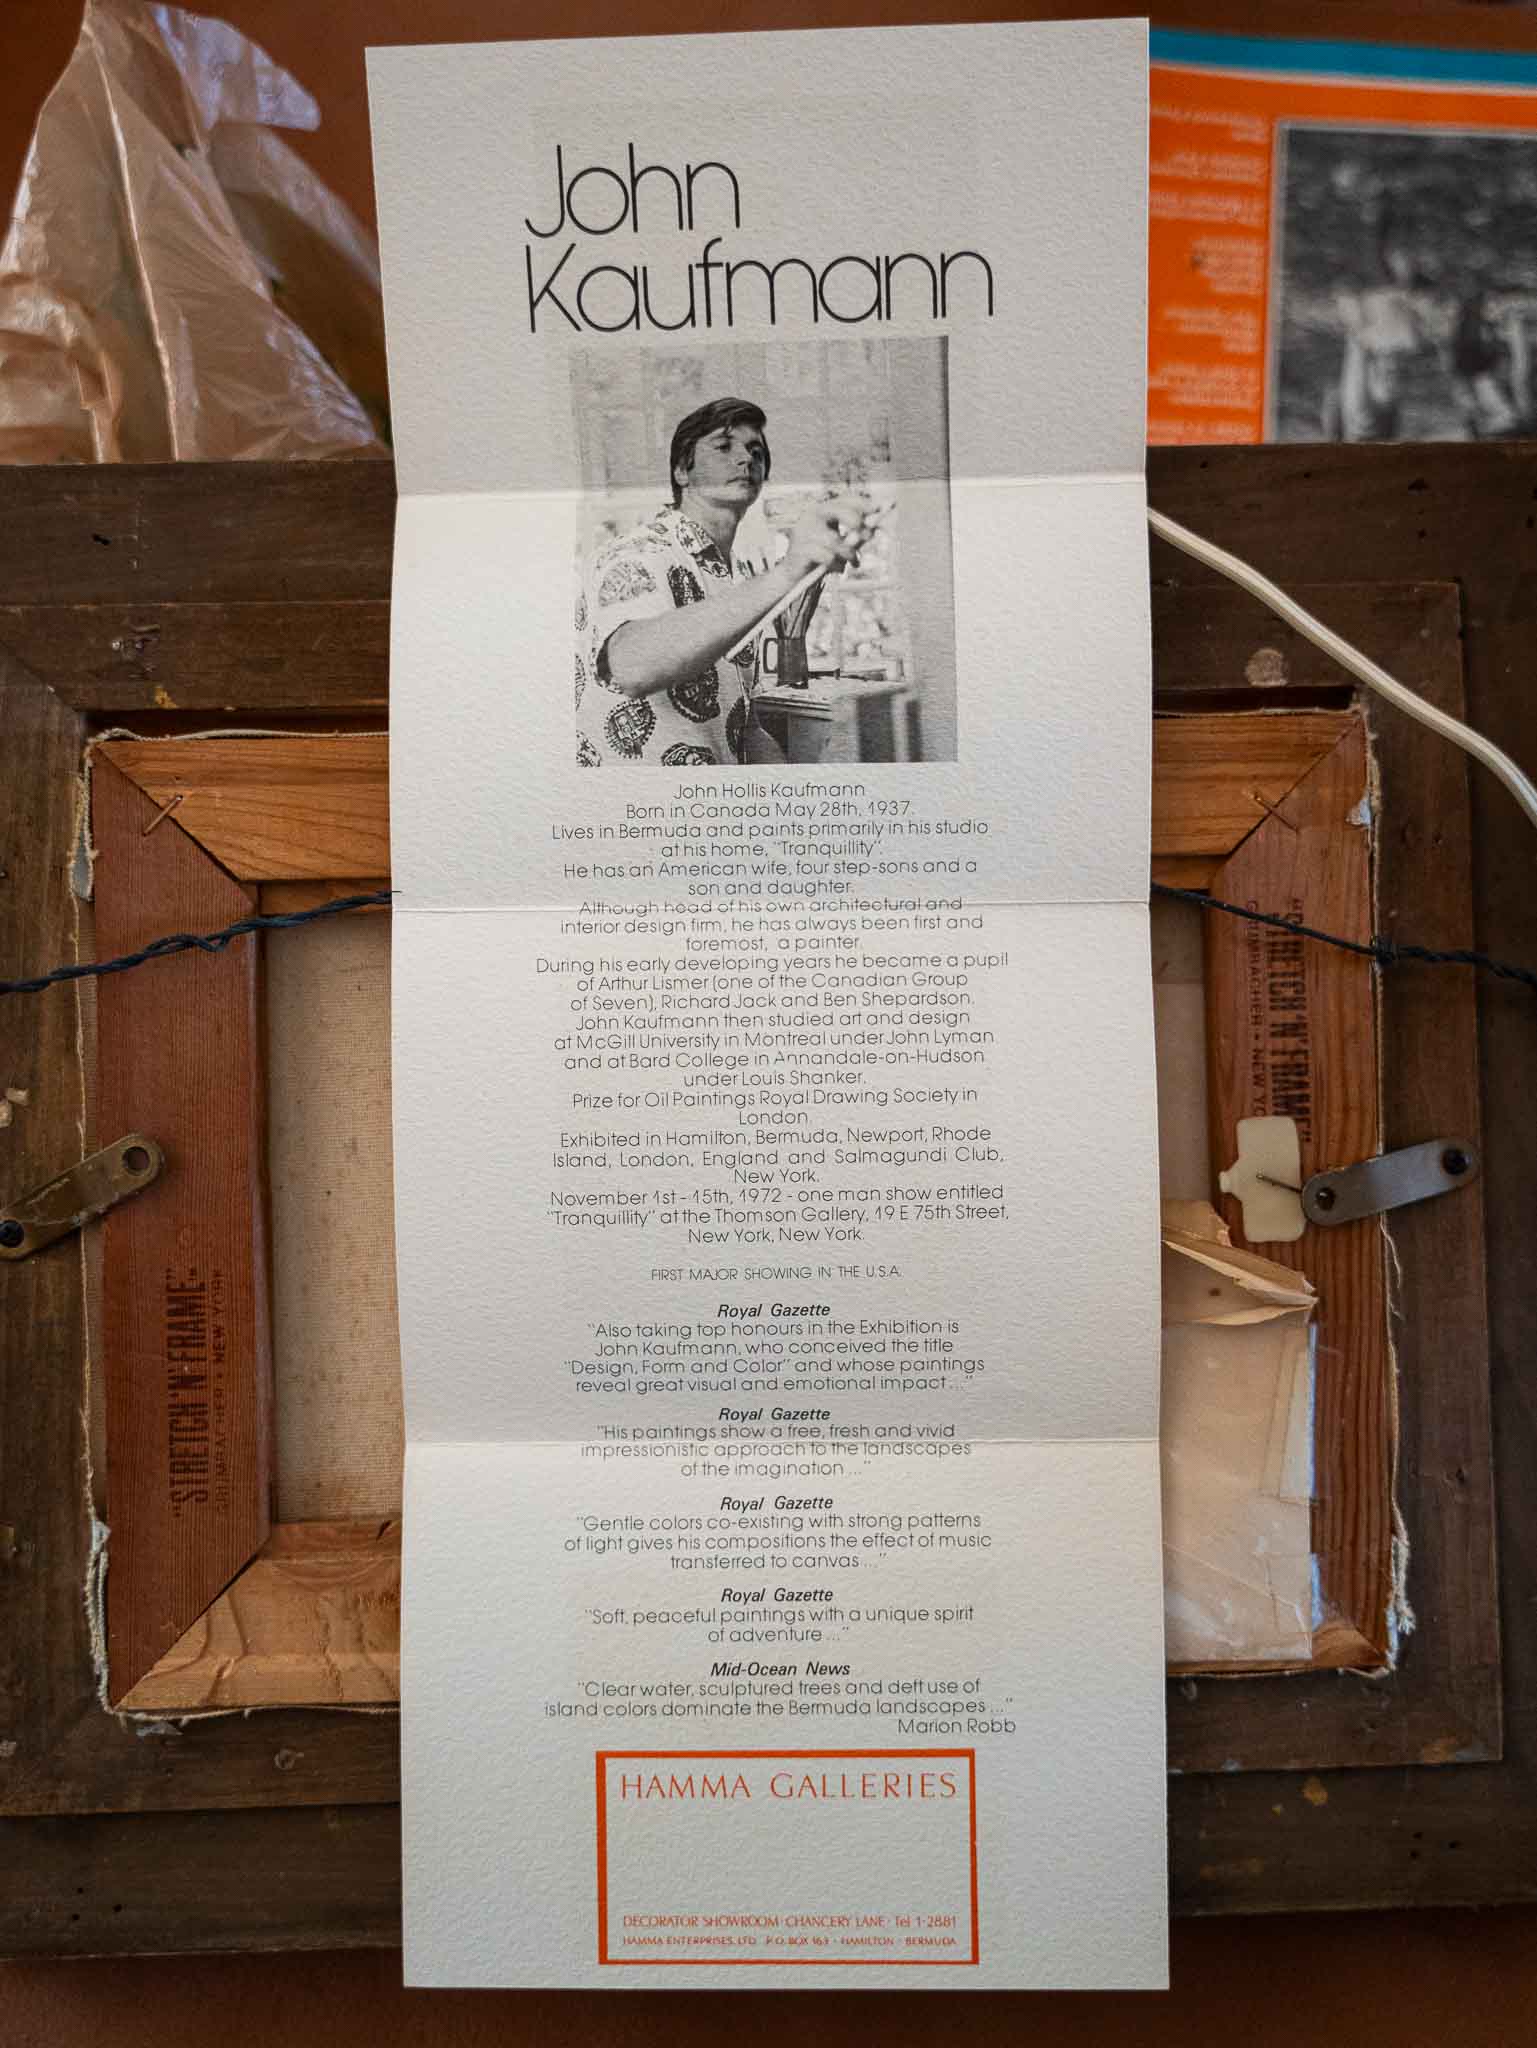 John
Kaufmann
John Hollis Kaufmann
Born in Canada May 28th, 1937.
Lives in Bermuda and paints primarily in his studio
at his home, "Tranquillity".
He has an American wife, four step-sons and a
son and daughter.
Although head of his own architectural and
interior design firm, he has always been first and
foremost, a painter.
During his early developing years he became a pupil
of Arthur Lismer (one of the Canadian Group
of Seven), Richard Jack and Ben Shepardson.
John Kaufmann then studied art and design
at McGill University in Montreal under John Lyman
and at Bard College in Annandale-on-Hudson
under Louis Shanker.
Prize for Oil Paintings Royal Drawing Society in
London.
Exhibited in Hamilton, Bermuda, Newport, Rhode
Island, London, England and Salmagundi Club,
New York.
November 1st - 15th, 1972 - one man show entitled
"Tranquillity" at the Thomson Gallery, 19 E 75th Street,
New York, New York.
FIRST MAJOR SHOWING IN THE U.S.A.
Royal Gazette
"Also taking top honours in the Exhibition is
John Kaufmann, who conceived the title
"Design, Form and Color" and whose paintings
reveal great visual and emotional impact ..."
Royal Gazette
"His paintings show a free, fresh and vivid
impressionistic approach to the landscapes
of the imagination ..."
Royal Gazette
"Gentle colors co-existing with strong patterns
of light gives his compositions the effect of music
transferred to canvas ..."
Royal Gazette
"Soft, peaceful paintings with a unique spirit
of adventure ..."
Mid-Ocean News
"Clear water, sculptured trees and deft use of
island colors dominate the Bermuda landscapes ..."
Marion Robb
HAMMA GALLERIES
DECORATOR SHOWROOM · CHANCERY LANE · Tel 1-2881
HAMMA ENTERPRISES, LTD P.O. BOX 163 · HAMILTON · BERMUDA
"STRETCH 'N' FRAME"
GRUMBACHER • NEW YORK
"STRETCH 'N' FRAME"
GRUMBACHER • NEW YO